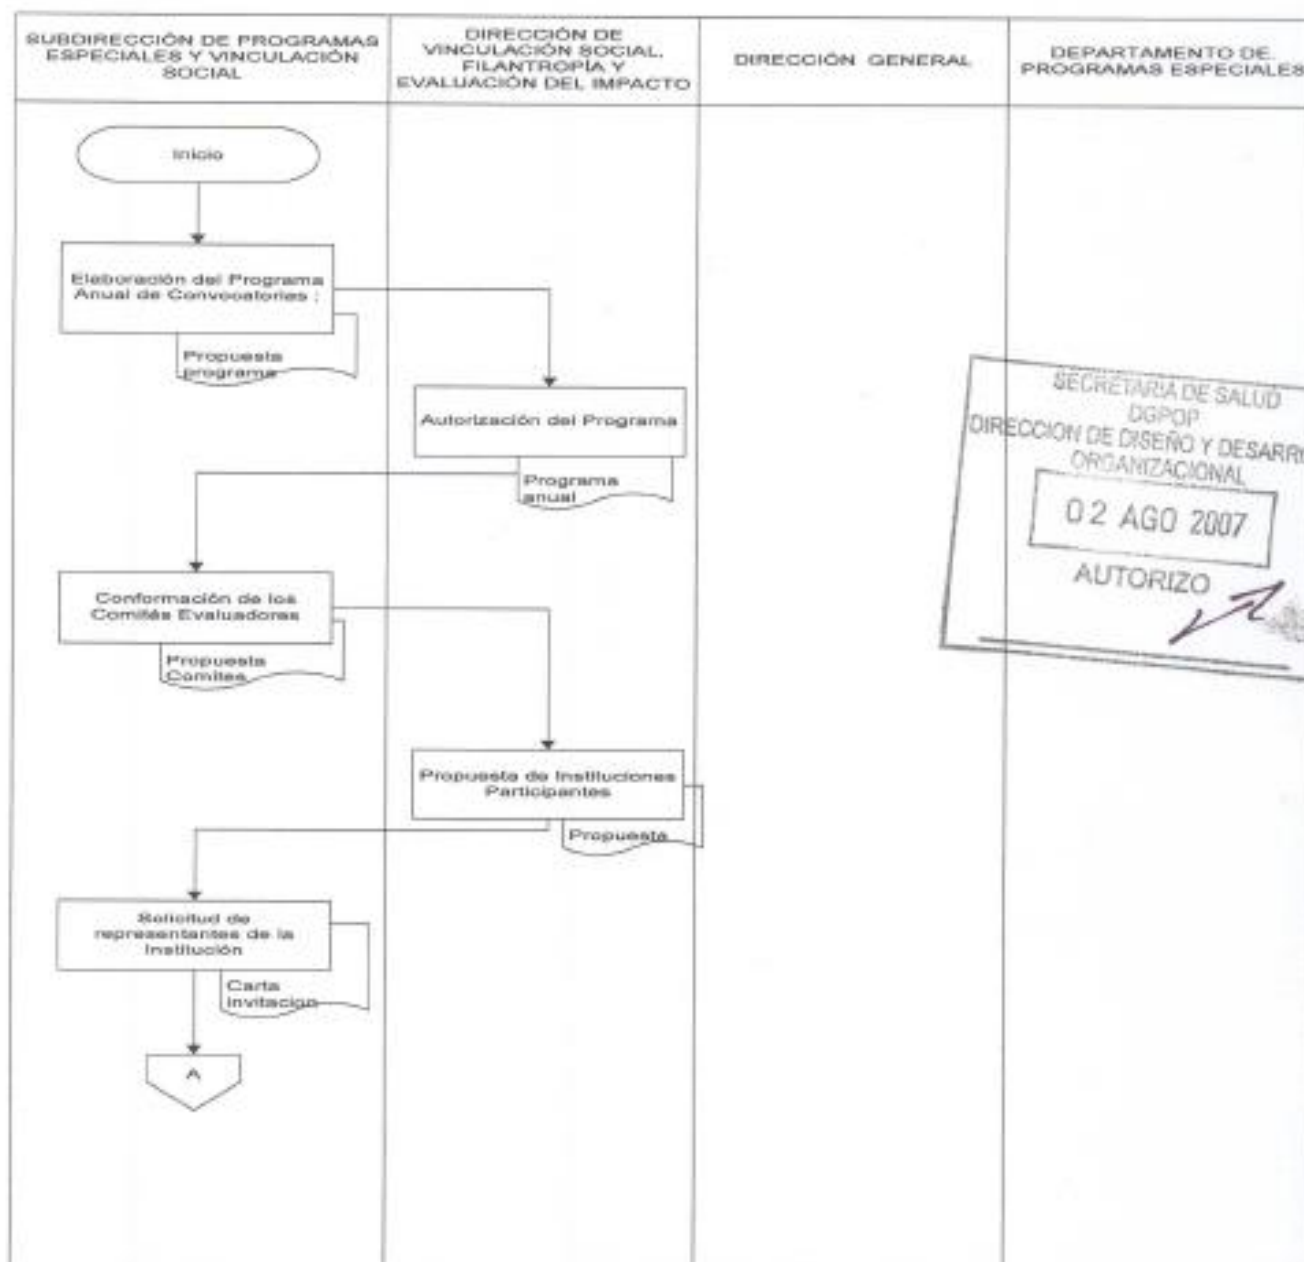 SUBDIRECCIÓN DE PROGRAMAS
ESPECIALES Y VINCULACIÓN
SOCIAL
DIRECCIÓN DE
VINCULACIÓN SOCIAL,
FILANTROPÍA Y
EVALUACIÓN DEL IMPACTO
DIRECCIÓN GENERAL
DEPARTAMENTO DE
PROGRAMAS ESPECIALES
Inicio
Elaboración del Programa
Anual de Convocatorias :
Propuesta
programa
Autorización del Programa
Programa
anual
SECRETARIA DE SALUD
DGPOP
DIRECCION DE DISEÑO Y DESARR
ORGANIZACIONAL
02 AGO 2007
AUTORIZO
Conformación de los
Comités Evaluadores
Propuesta
Comites
Propuesta de Instituciones
Participantes
Propuesta
Solicitud de
representantes de la
Institución
Carta
invitacion
A